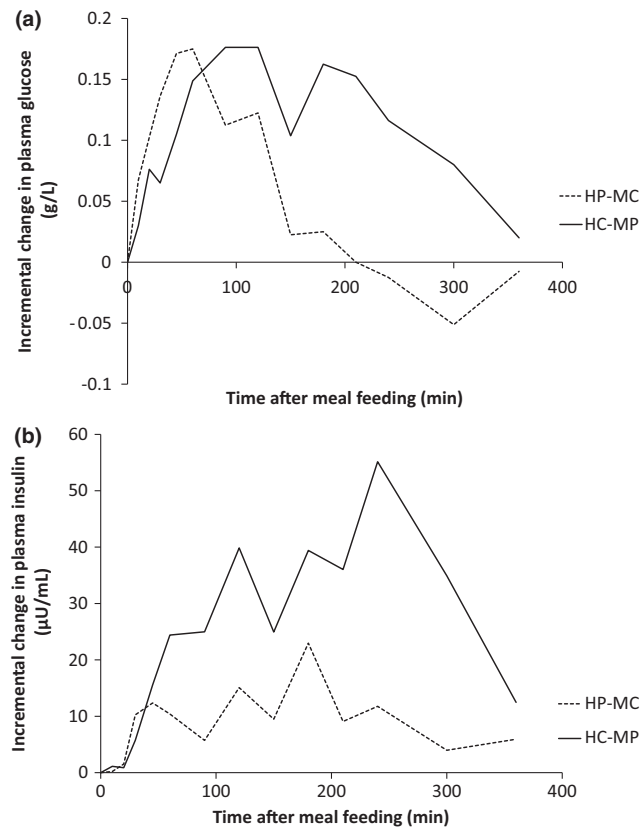 (a)
0.2
0.15
0.1
0.05
0
-0.05
-0.1
0
100
200
300
400
Incremental change in plasma glucose
(g/L)
HP-MC
HC-MP
Time after meal feeding (min)
(b)
60
50
40
30
20
10
0
0
100
200
300
400
Incremental change in plasma insulin
(µU/mL)
HP-MC
HC-MP
Time after meal feeding (min)